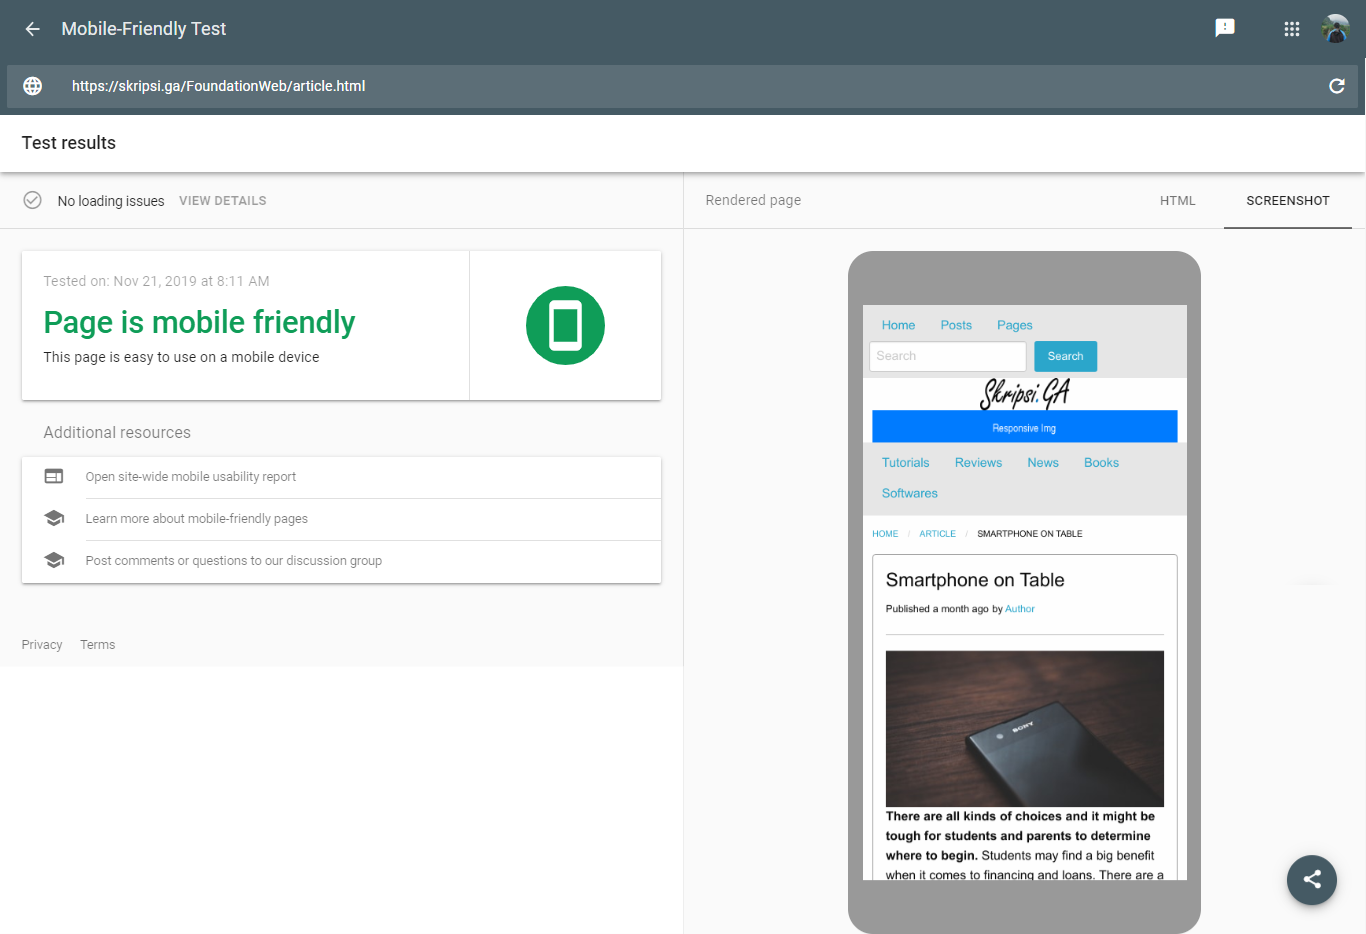 Mobile-Friendly Test
https://skripsi.ga/FoundationWeb/article.html
Test results
No loading issues VIEW DETAILS
Tested on: Nov 21, 2019 at 8:11 AM
Page is mobile friendly
This page is easy to use on a mobile device
Additional resources
Open site-wide mobile usability report
Learn more about mobile-friendly pages
Post comments or questions to our discussion group
Privacy Terms
Rendered page HTML SCREENSHOT
Home Posts Pages
Search Search
Skripsi.GA
Responsive Img
Tutorials Reviews News Books
Softwares
HOME / ARTICLE / SMARTPHONE ON TABLE
Smartphone on Table
Published a month ago by Author
SONY
There are all kinds of choices and it might be
tough for students and parents to determine
where to begin. Students may find a big benefit
when it comes to financing and loans. There are a